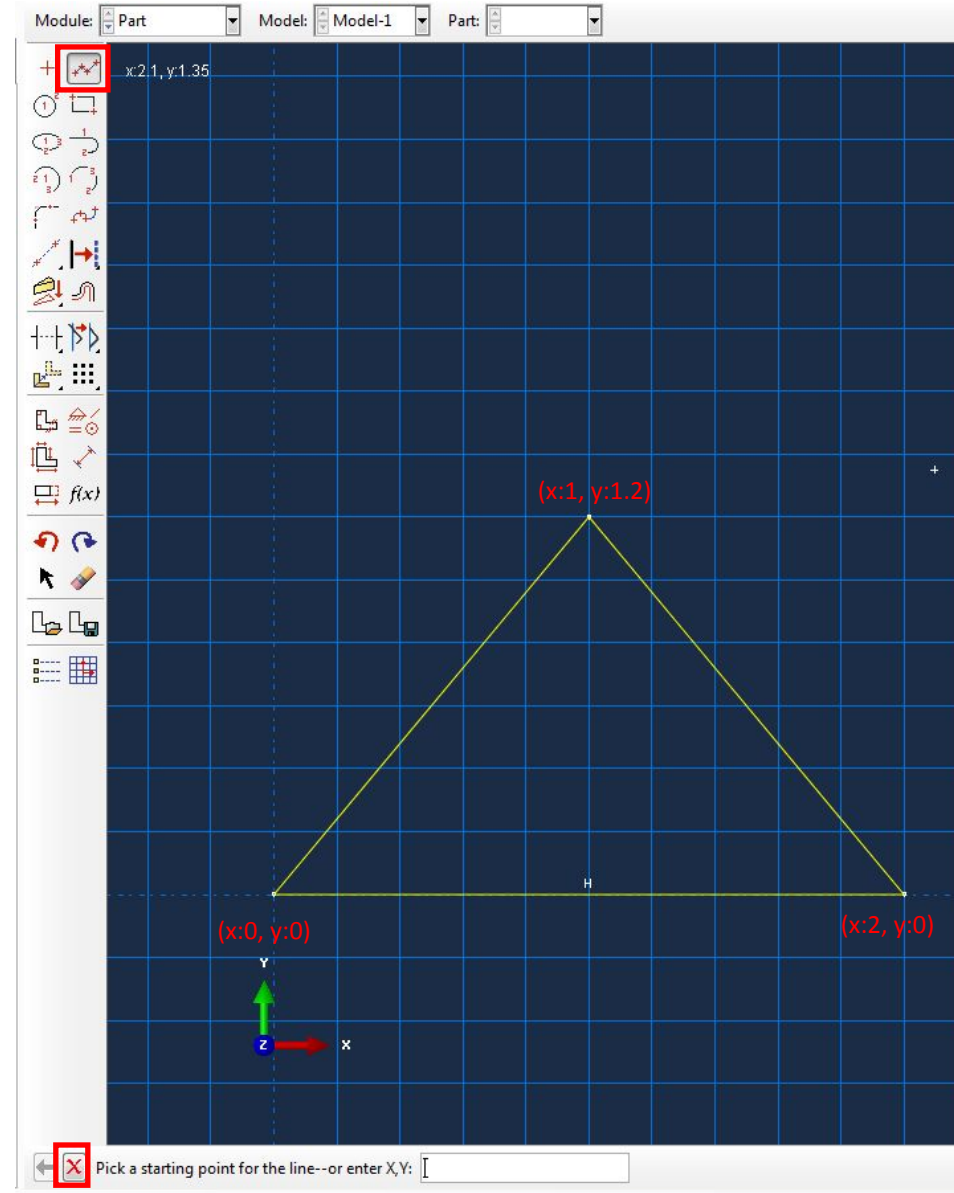 Module: Part Model: Model-1 Part:
x:2.1, y:1.35
f(x)
(x:1, y:1.2)
H
(x:0, y:0) (x:2, y:0)
Y
Z X
X Pick a starting point for the line--or enter X,Y: